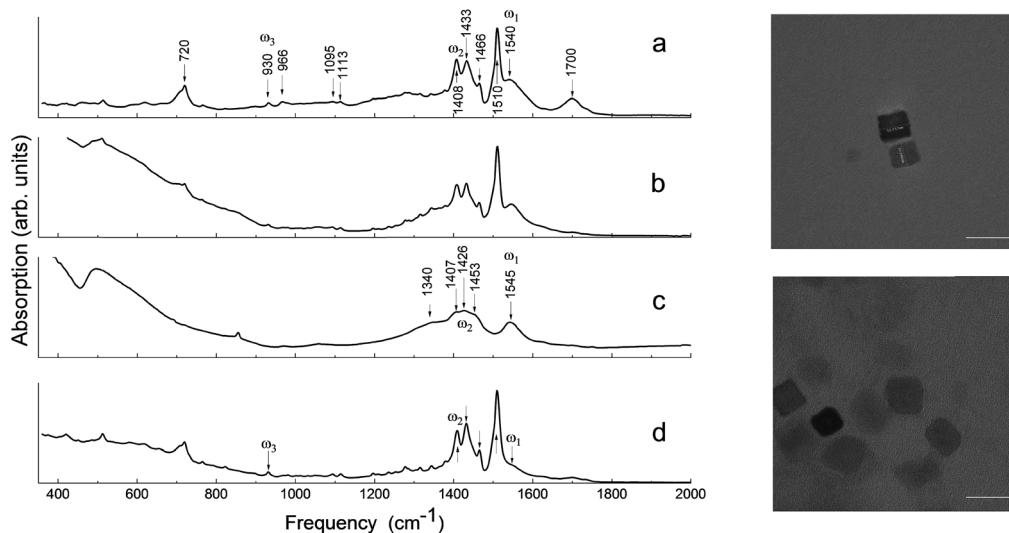 ω1
1433
ω3
ω2
1466
1540
a
720
930
966
1095
1113
1700
1408
1510
b
Absorption (arb. units)
1426
ω1
1340
1407
1453
1545
c
ω2
ω2
ω1
ω3
d
400 600 800 1000 1200 1400 1600 1800 2000
Frequency (cm-1)